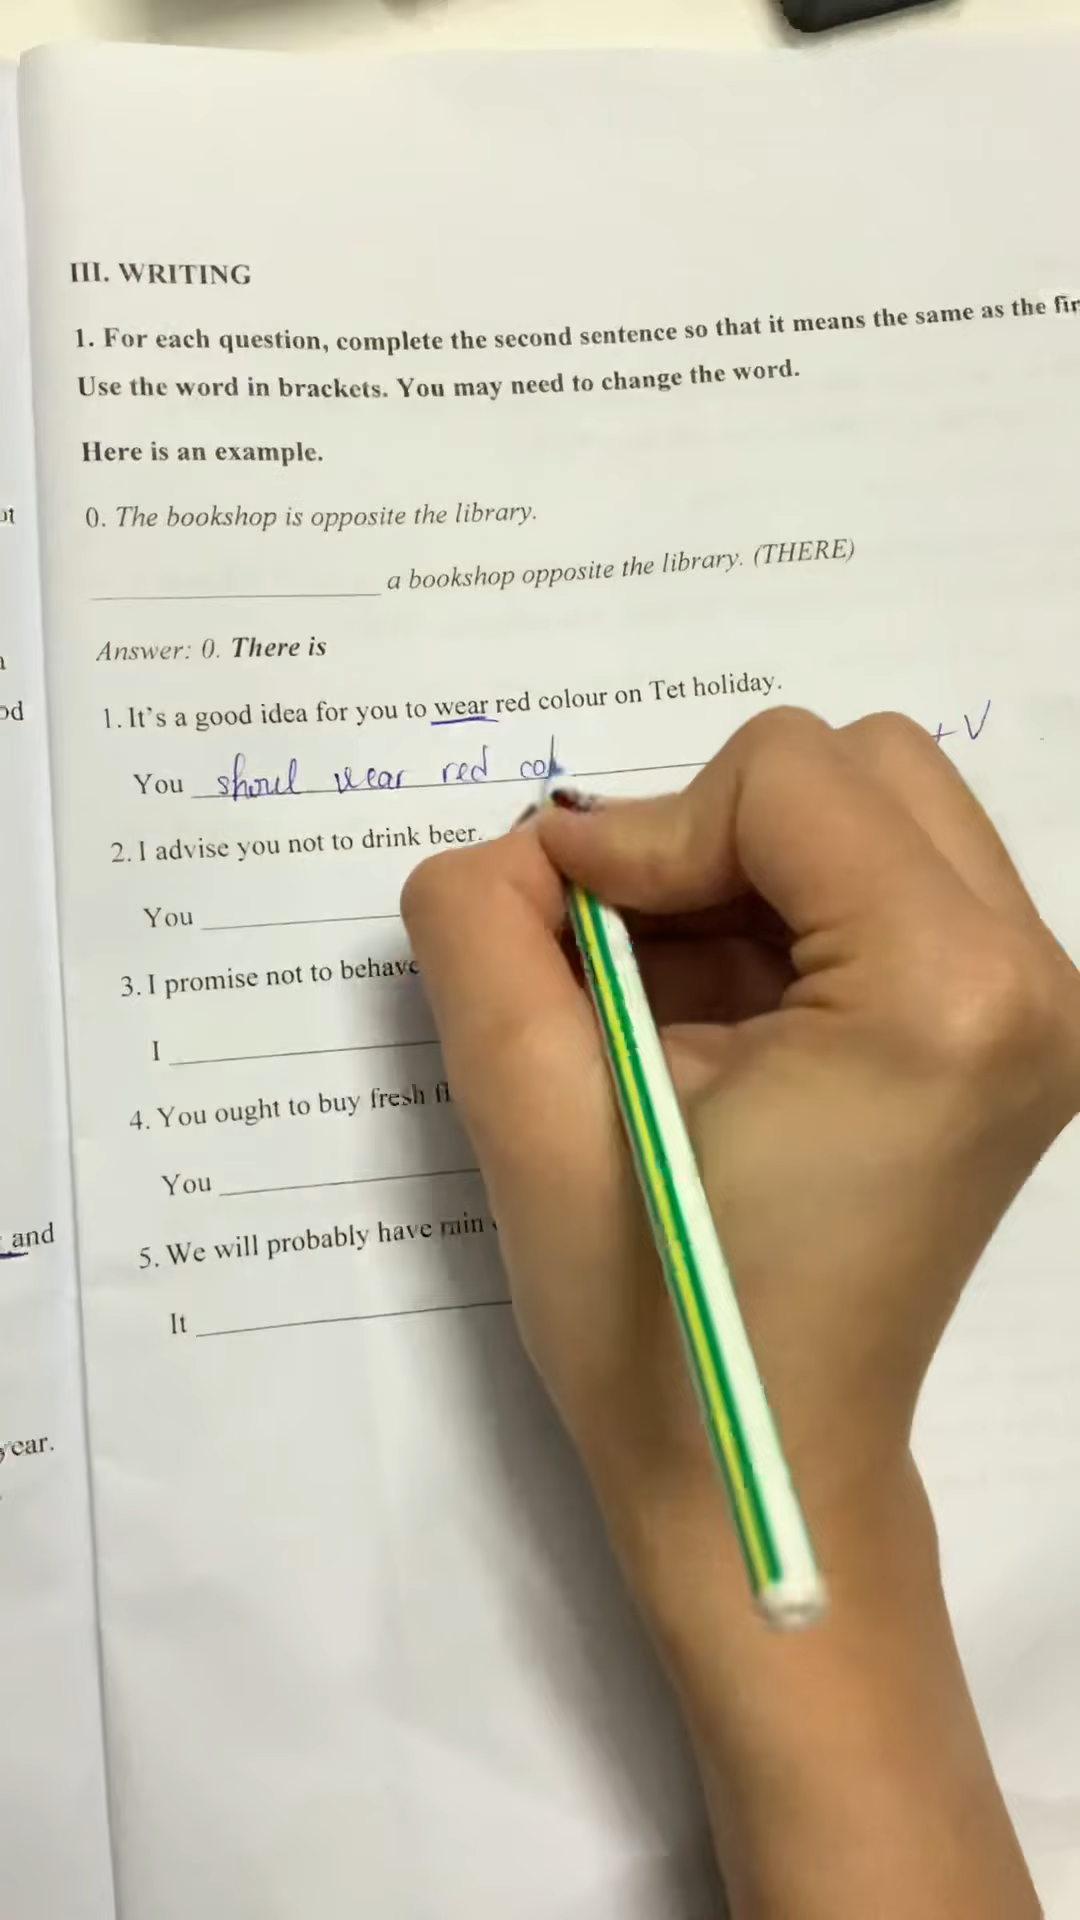 III. WRITING
1. For each question, complete the second sentence so that it means the same as the
Use the word in brackets. You may need to change the word.
Here is an example.
0. The bookshop is opposite the library.
a bookshop opposite the library. (THERE)
Answer: 0. There is
1. It's a good idea for you to wear red colour on Tet holiday.
You shoul wear red col
+V
2. I advise you not to drink beer.
You
3. I promise not to behave
I
4. You ought to buy fresh
You
5. We will probably have rain
It
and